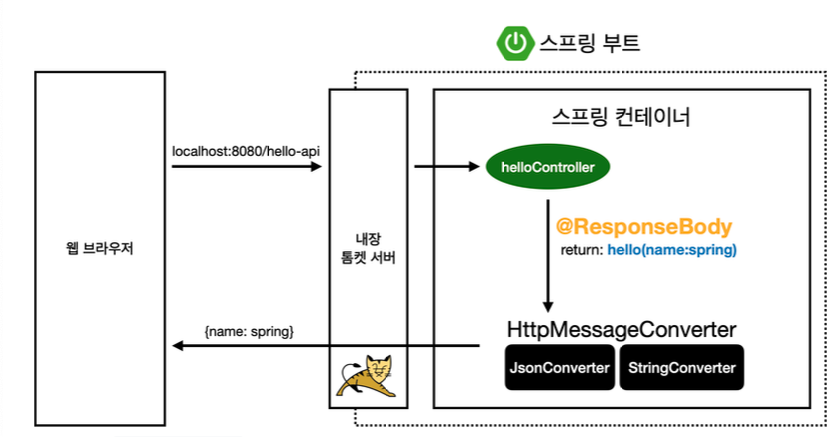 스프링 부트
스프링 컨테이너
localhost:8080/hello-api
helloController
@ResponseBody
return: hello(name:spring)
웹 브라우저
내장
톰켓 서버
{name: spring}
HttpMessageConverter
JsonConverter
StringConverter